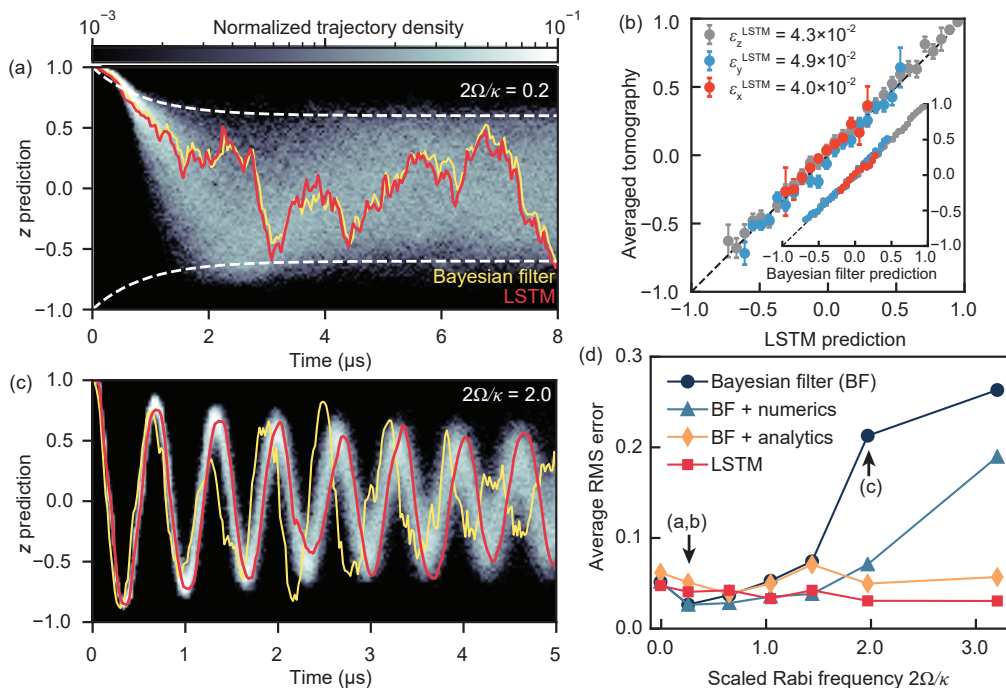 10⁻³ Normalized trajectory density 10⁻¹
(a)
1.0
0.5
0.0
−0.5
−1.0
z prediction
2Ω/κ = 0.2
Bayesian filter
LSTM
0 2 4 6 8
Time (µs)
(b)
1.0
0.5
0.0
−0.5
−1.0
Averaged tomography
ε_z^LSTM = 4.3×10⁻²
ε_y^LSTM = 4.9×10⁻²
ε_x^LSTM = 4.0×10⁻²
1.0
0.5
0.0
−0.5
−1.0
−1.0 −0.5 0.0 0.5 1.0
Bayesian filter prediction
−1.0 −0.5 0.0 0.5 1.0
LSTM prediction
(c)
1.0
0.5
0.0
−0.5
−1.0
z prediction
2Ω/κ = 2.0
0 1 2 3 4 5
Time (µs)
(d)
0.3
0.2
0.1
0.0
Average RMS error
Bayesian filter (BF)
BF + numerics
BF + analytics
LSTM
(c)
(a,b)
0.0 1.0 2.0 3.0
Scaled Rabi frequency 2Ω/κ